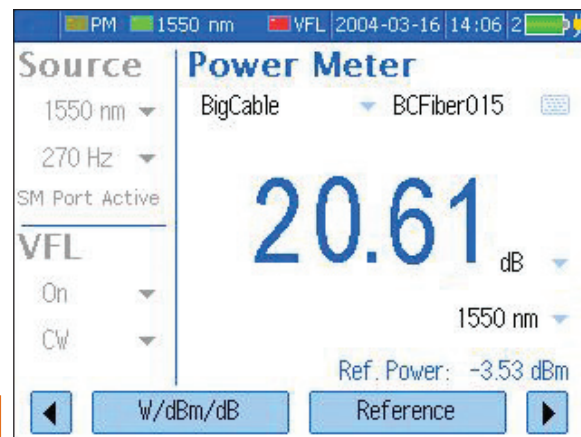 PM 1550 nm VFL 2004-03-16 14:06 2
Source
1550 nm
270 Hz
SM Port Active
VFL
On
CW
Power Meter
BigCable BCFiber015
20.61 dB
1550 nm
Ref. Power: -3.53 dBm
W/dBm/dB Reference